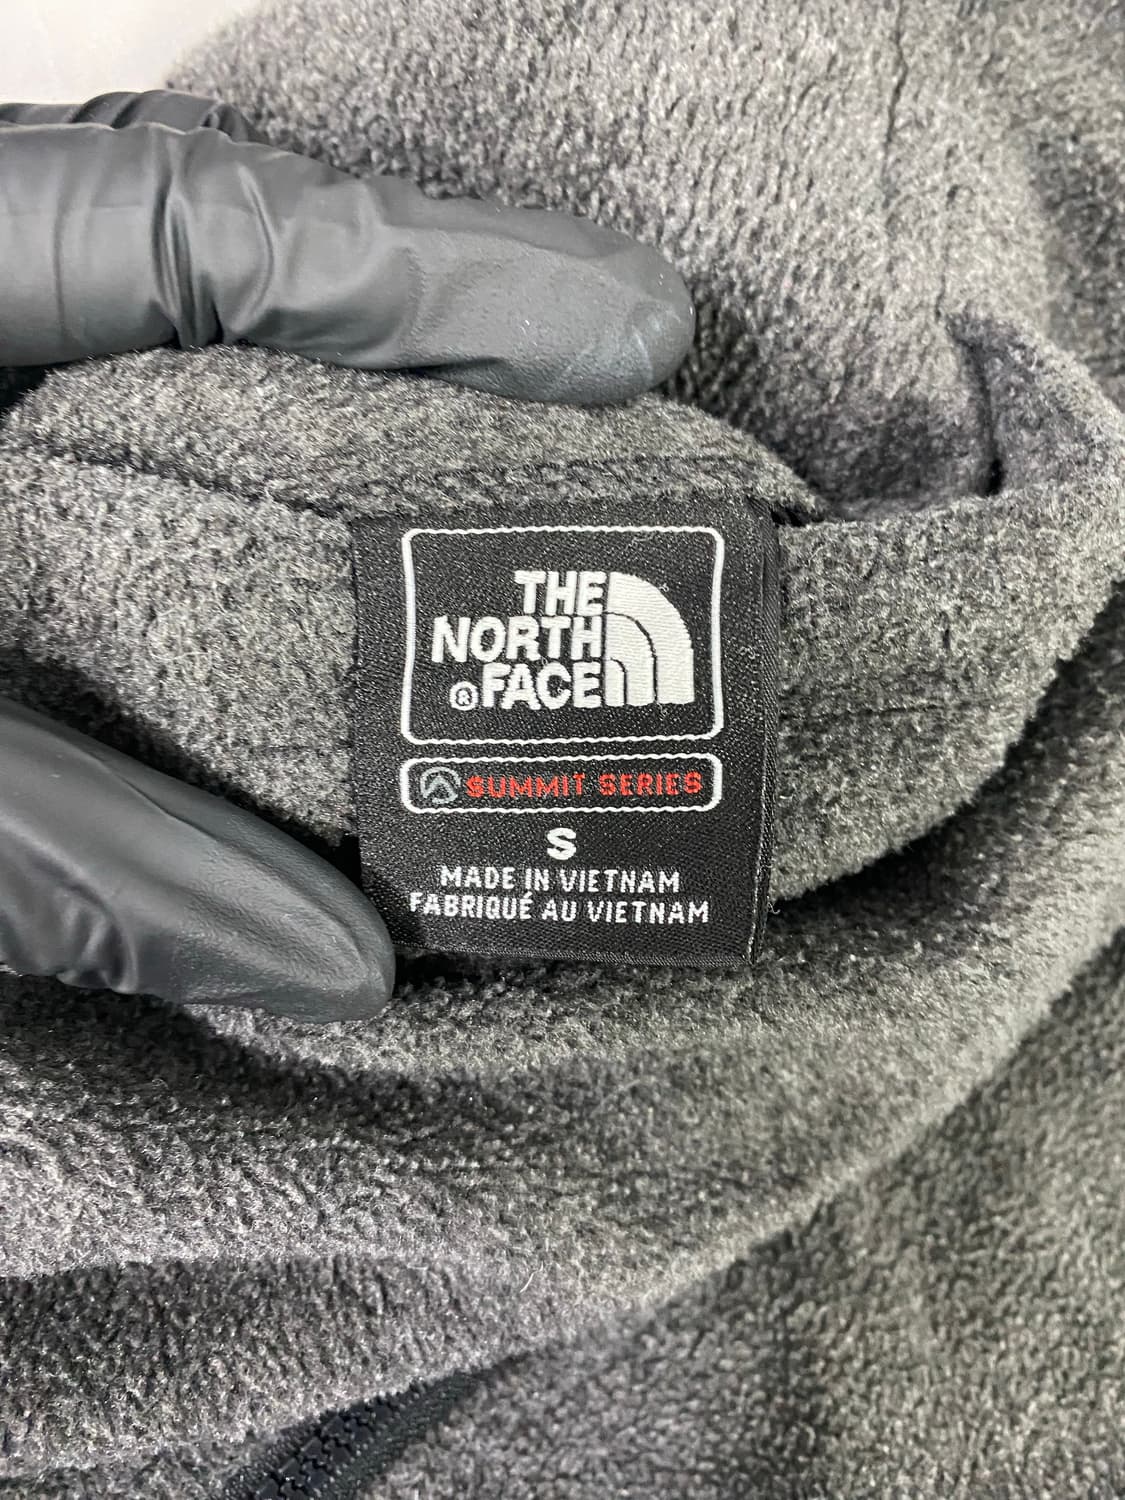 THE
NORTH
®FACE
SUMMIT SERIES
S
MADE IN VIETNAM
FABRIQUÉ AU VIETNAM